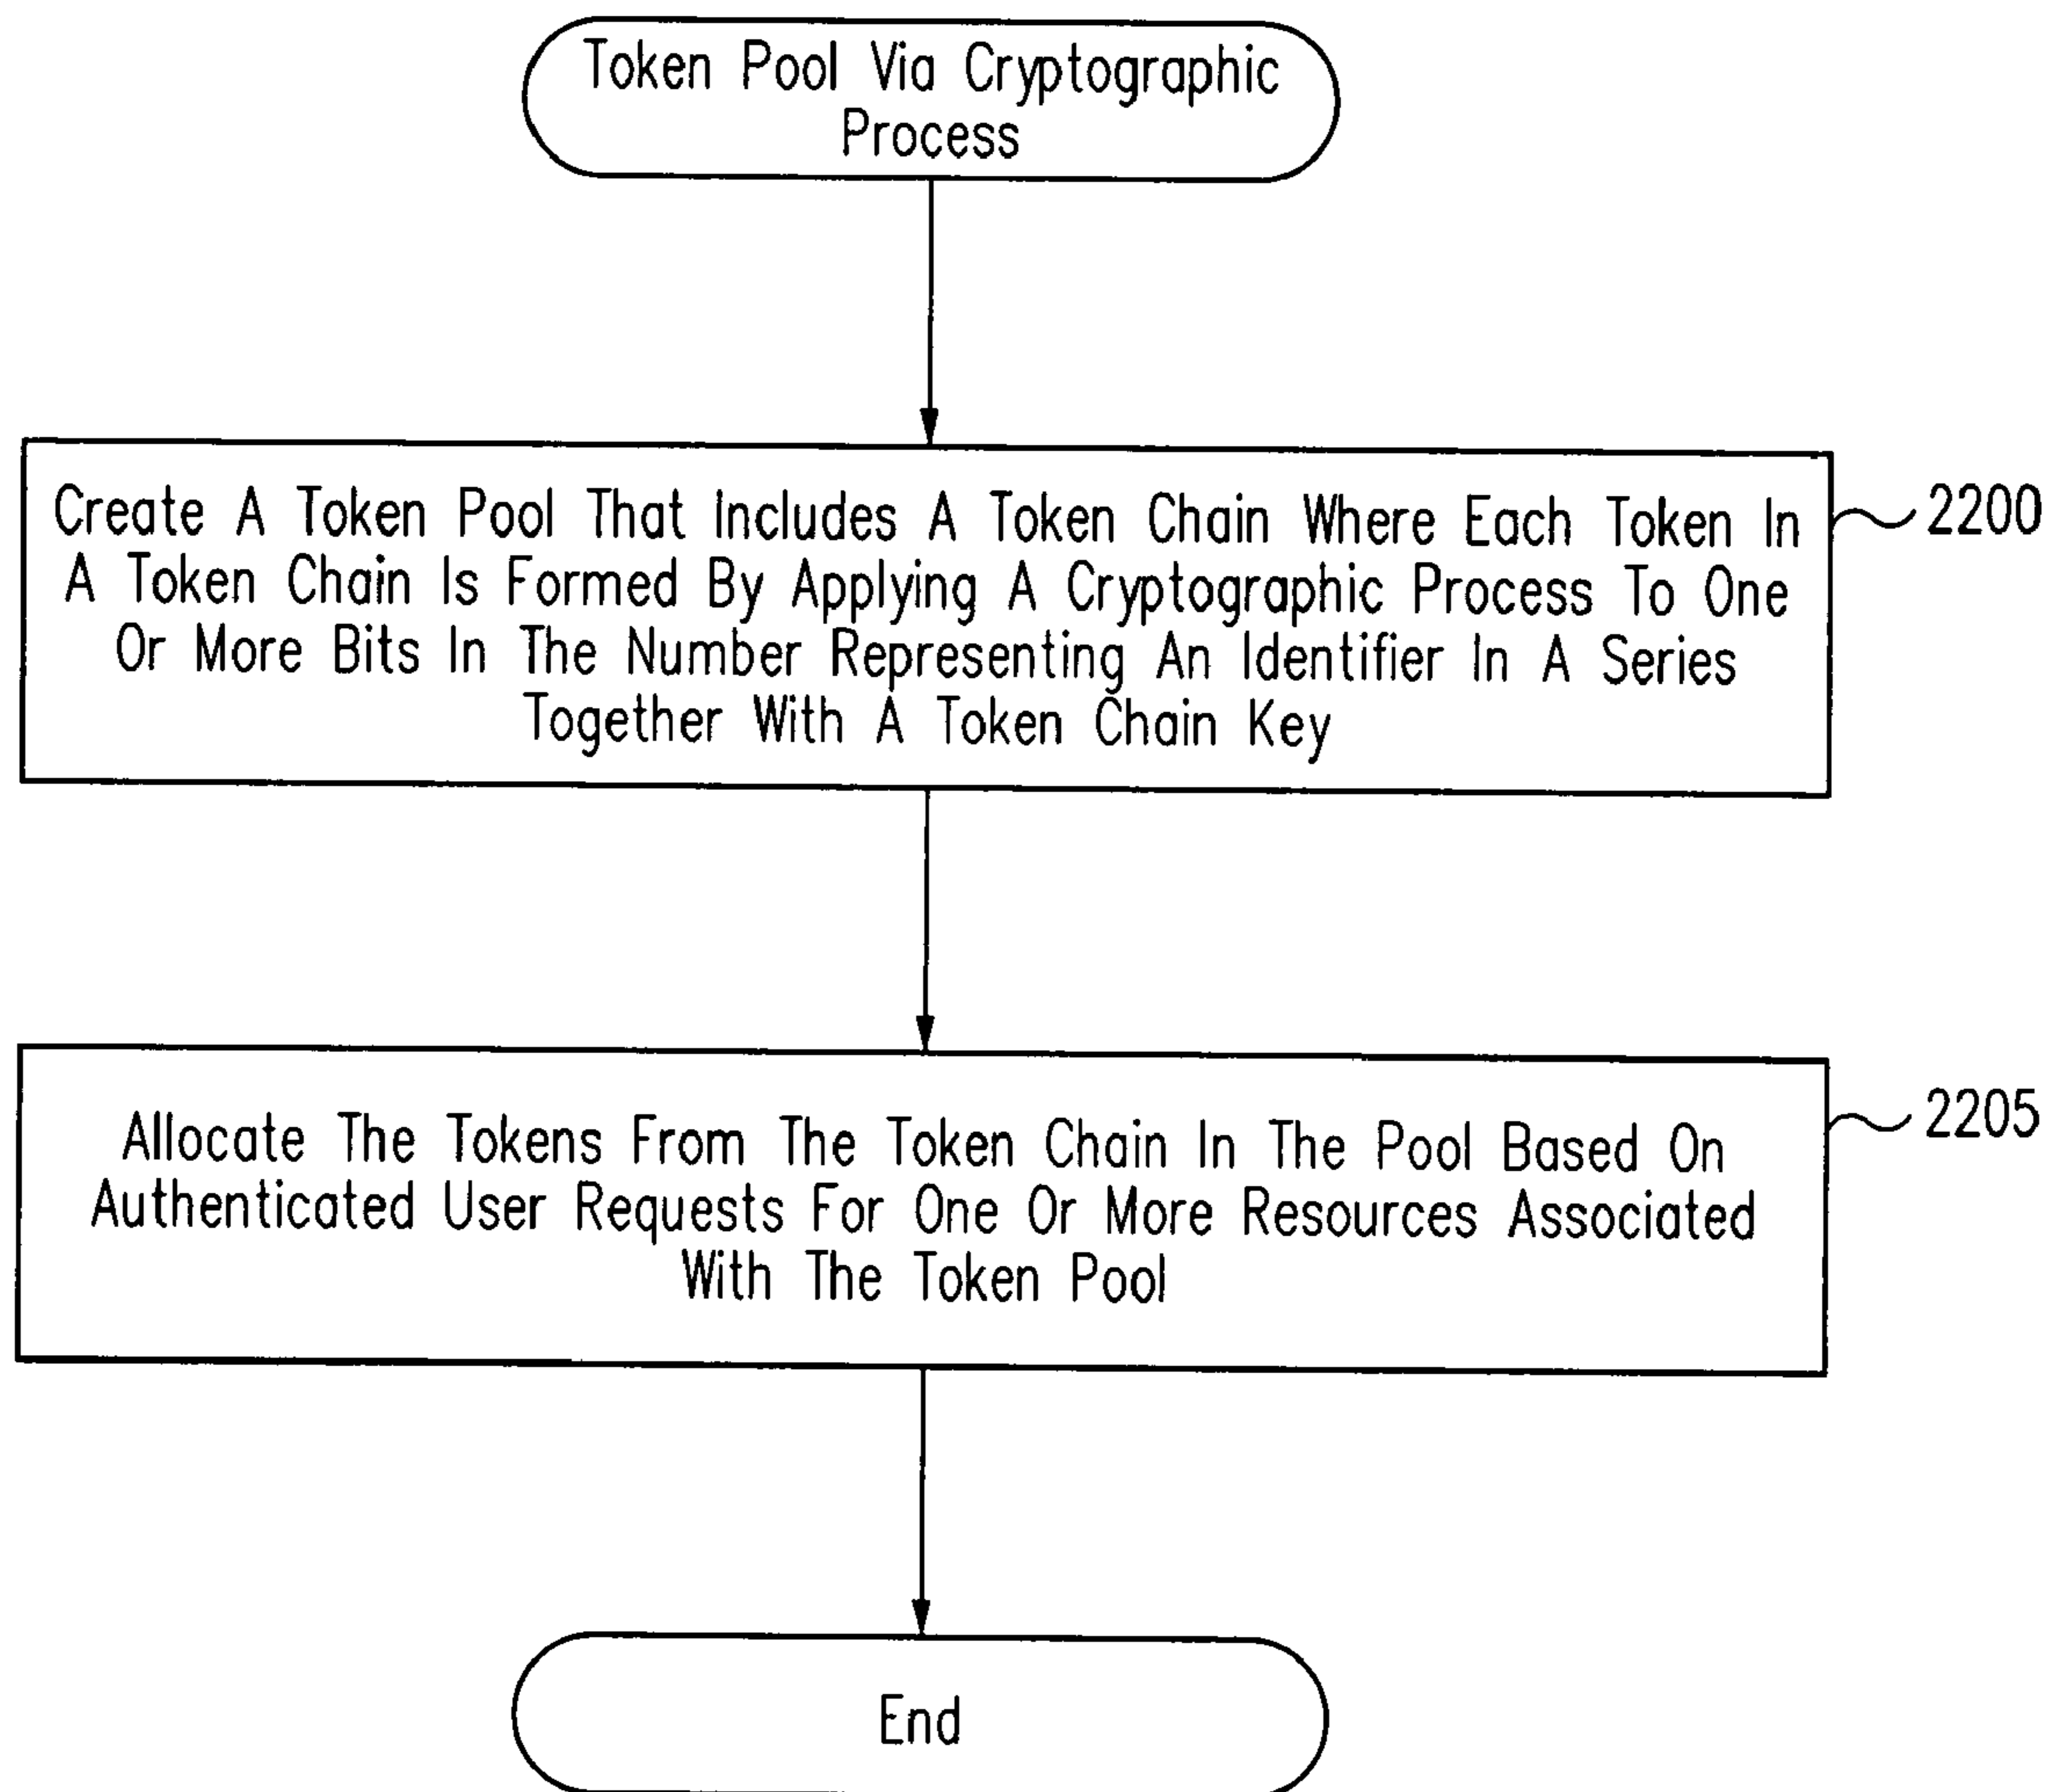 Token Pool Via Cryptographic
Process
Create A Token Pool That Includes A Token Chain Where Each Token In
A Token Chain Is Formed By Applying A Cryptographic Process To One
Or More Bits In The Number Representing An Identifier In A Series
Together With A Token Chain Key
2200
Allocate The Tokens From The Token Chain In The Pool Based On
Authenticated User Requests For One Or More Resources Associated
With The Token Pool
2205
End